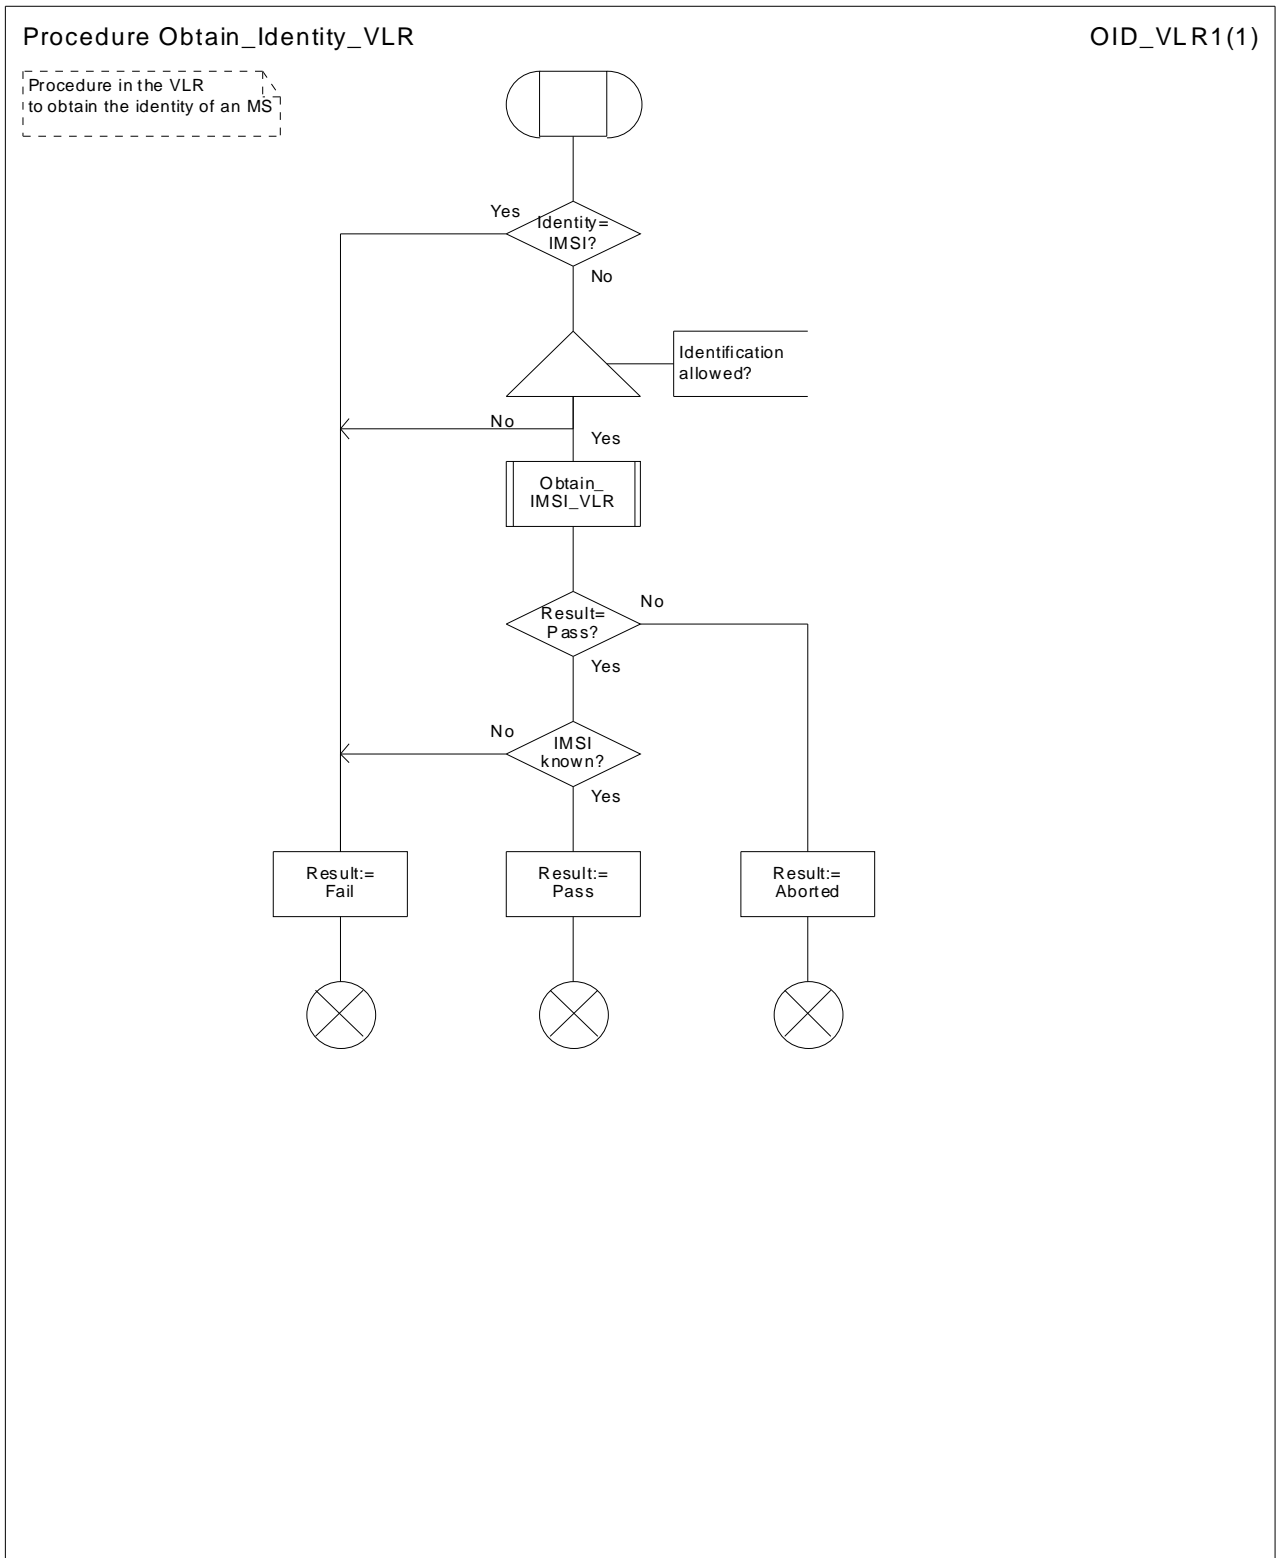 Procedure Obtain_Identity_VLR
OID_VLR1(1)
Procedure in the VLR
to obtain the identity of an MS
Yes
Identity=
IMSI?
No
Identification
allowed?
No
Yes
Obtain_
IMSI_VLR
No
Result=
Pass?
Yes
No
IMSI
known?
Yes
Result:=
Fail
Result:=
Pass
Result:=
Aborted